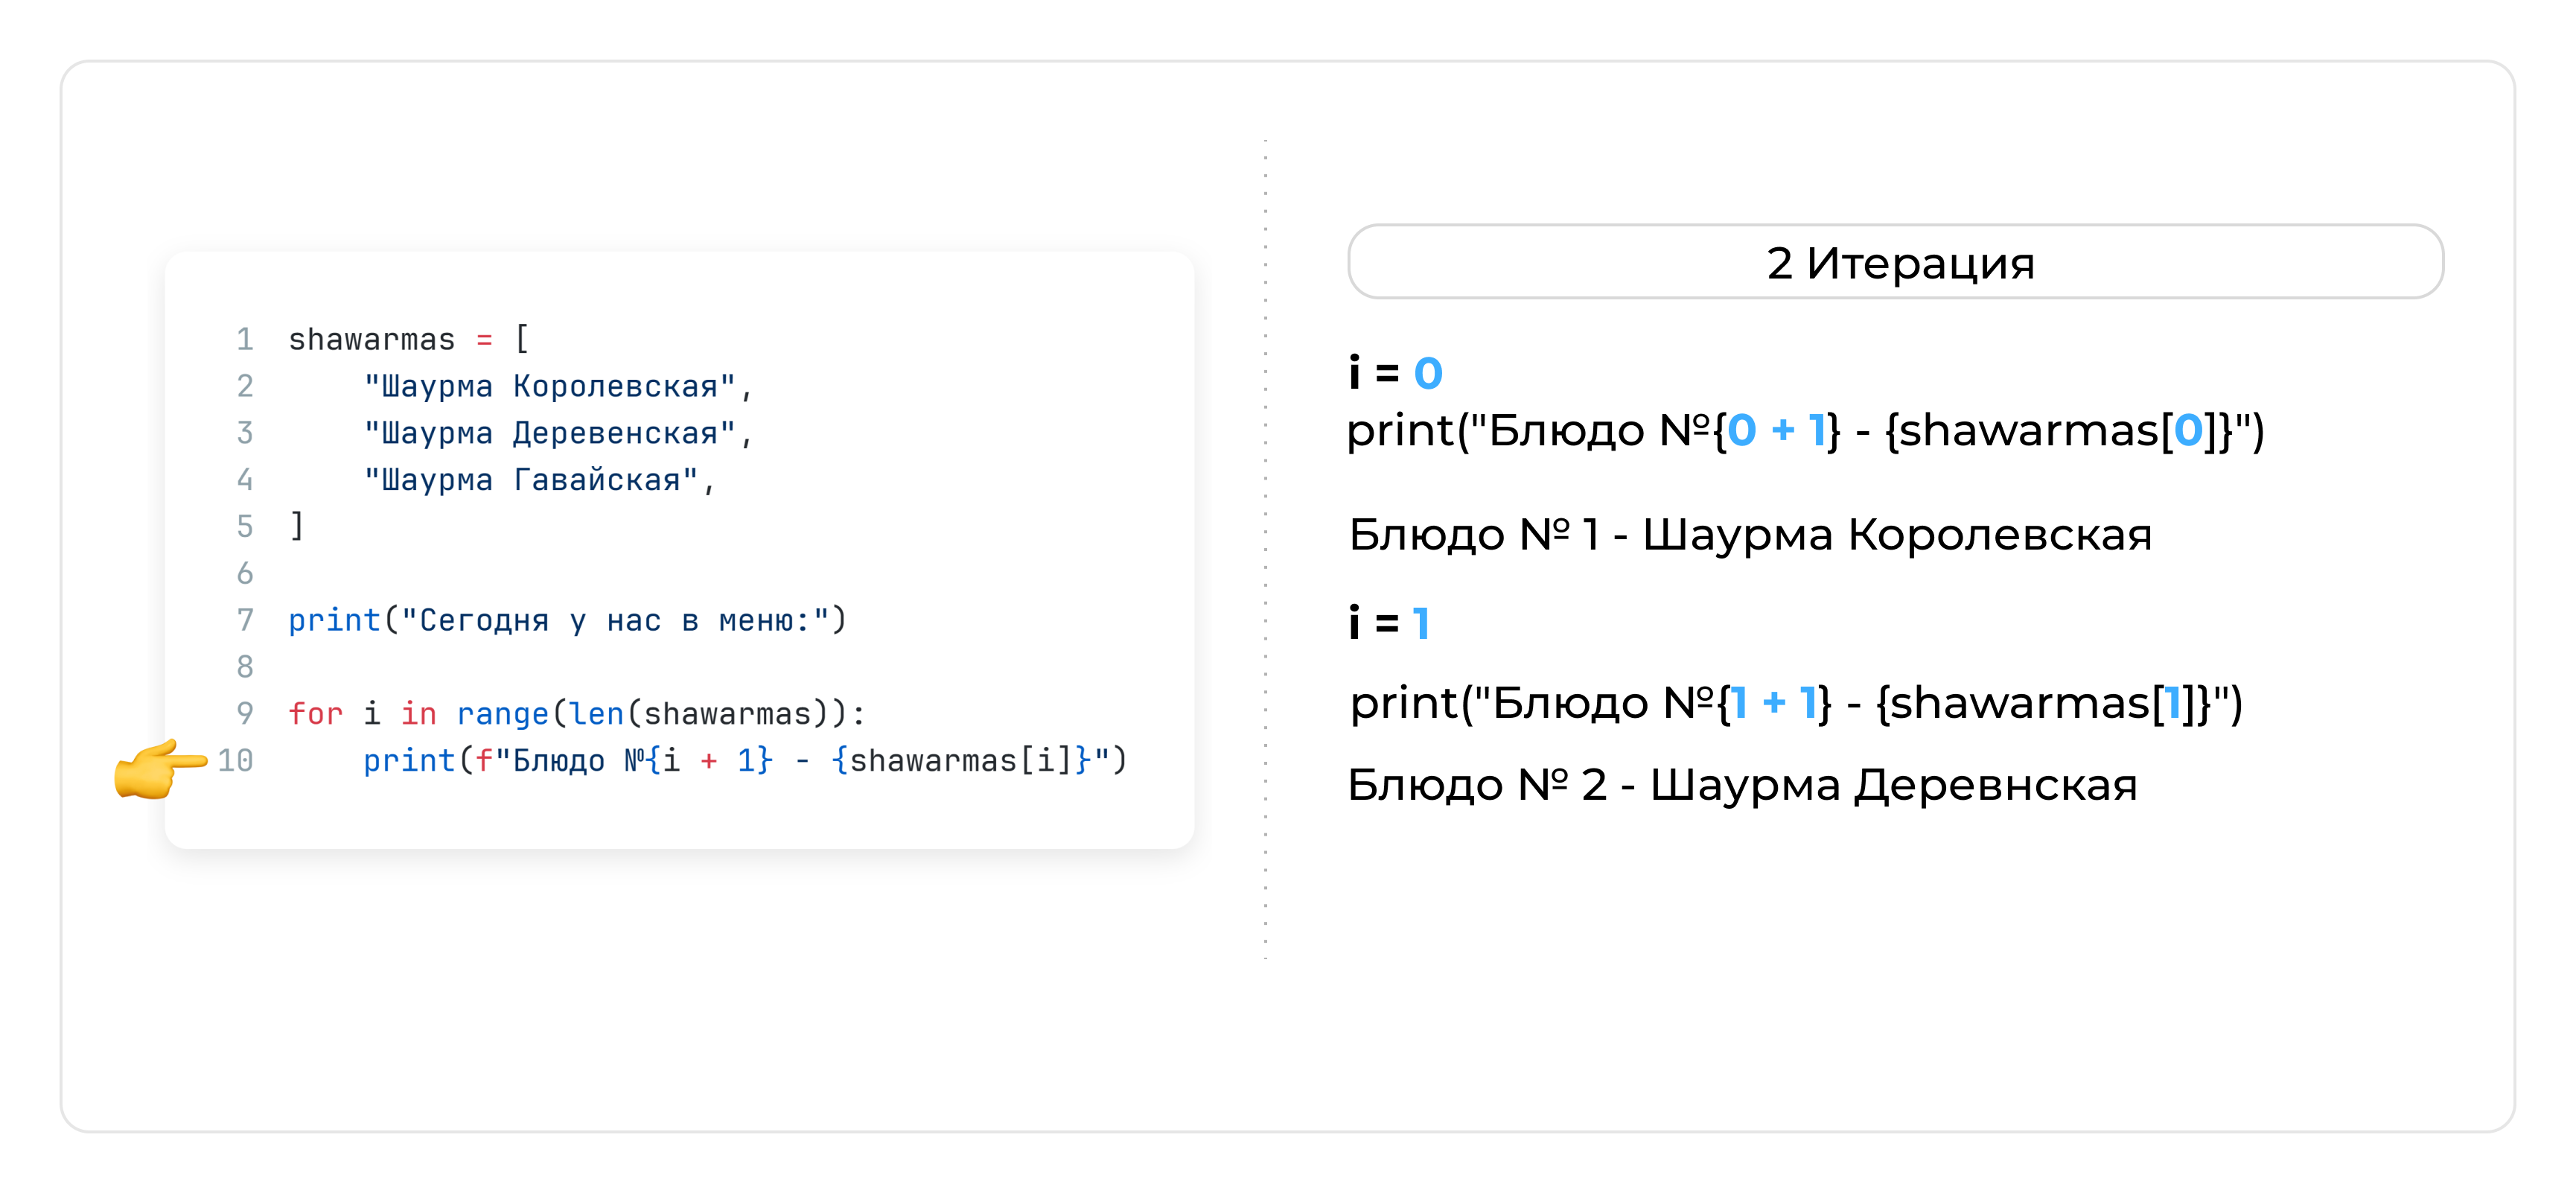 1 shawarmas = [
2     "Шаурма Королевская",
3     "Шаурма Деревенская",
4     "Шаурма Гавайская",
5 ]
6
7 print("Сегодня у нас в меню:")
8
9 for i in range(len(shawarmas)):
10     print(f"Блюдо №{i + 1} - {shawarmas[i]}")
2 Итерация
i = 0
print("Блюдо №{0 + 1} - {shawarmas[0]}")
Блюдо № 1 - Шаурма Королевская
i = 1
print("Блюдо №{1 + 1} - {shawarmas[1]}")
Блюдо № 2 - Шаурма Деревнская